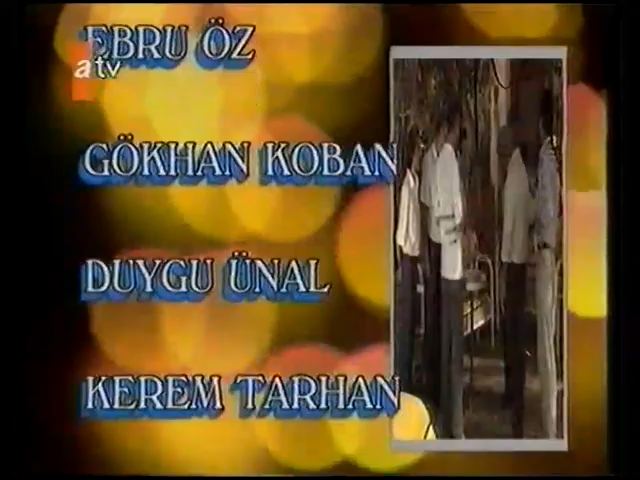 EBRU ÖZ
atv
GÖKHAN KOBAN
DUYGU ÜNAL
KEREM TARHAN